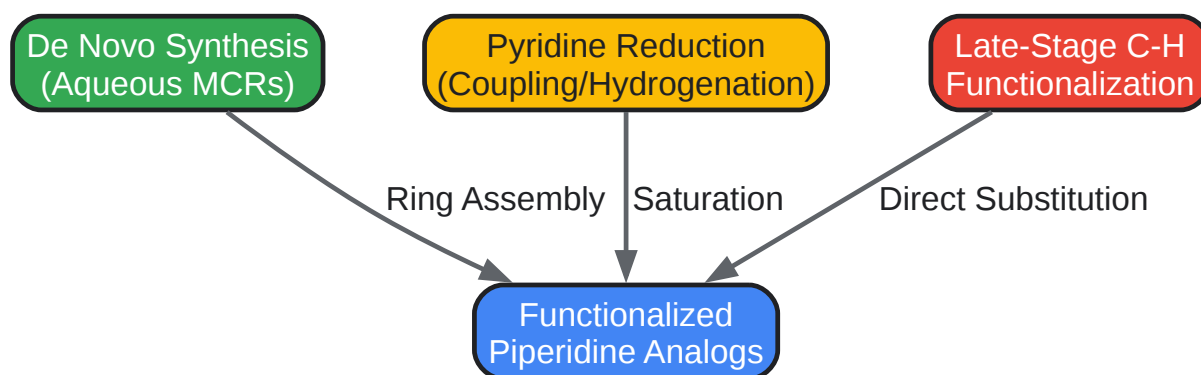 De Novo Synthesis
(Aqueous MCRs)
Pyridine Reduction
(Coupling/Hydrogenation)
Late-Stage C-H
Functionalization
Ring Assembly
Saturation
Direct Substitution
Functionalized
Piperidine Analogs